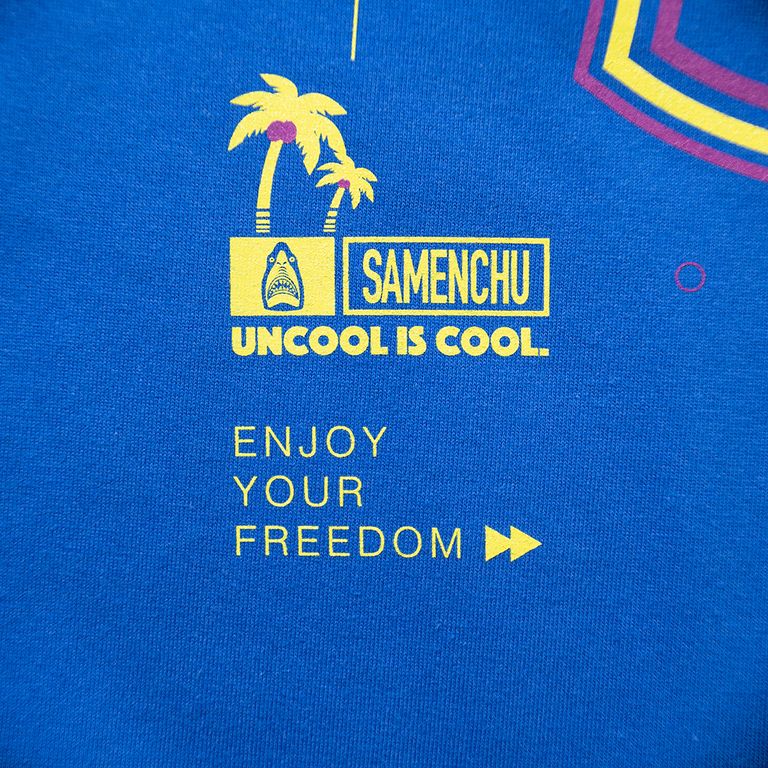 SAMENCHU
UNCOOL IS COOL.
ENJOY
YOUR
FREEDOM